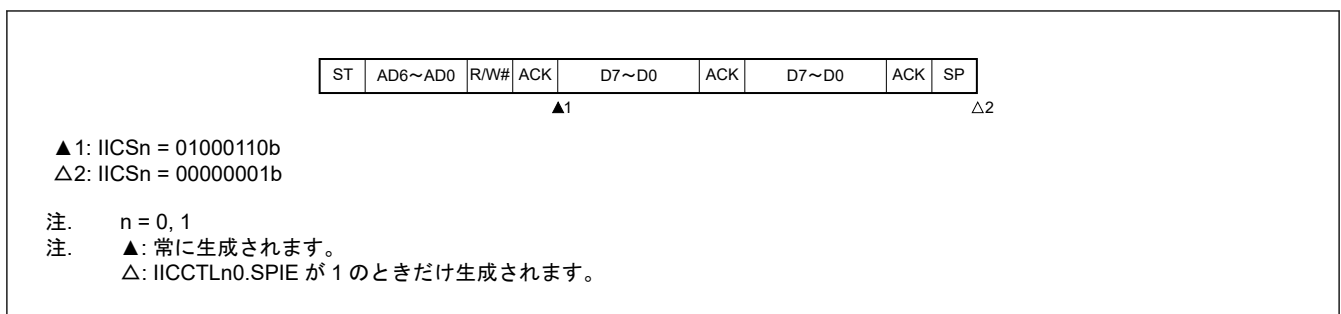 ST AD6～AD0 R/W# ACK D7～D0 ACK D7～D0 ACK SP
▲1 △2
▲1: IICSn = 01000110b
△2: IICSn = 00000001b
注. n = 0, 1
注. ▲: 常に生成されます。
△: IICCTLn0.SPIE が 1 のときだけ生成されます。